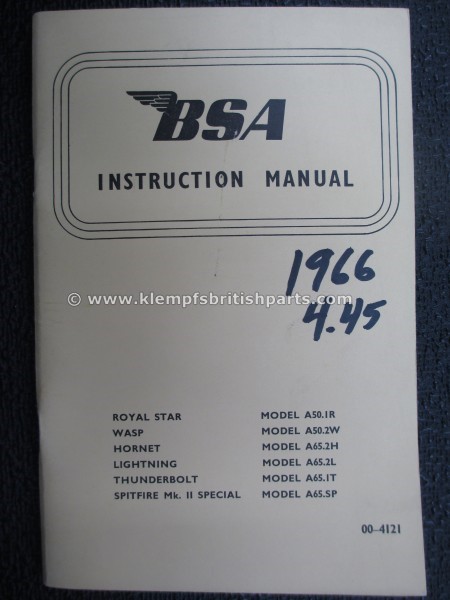 BSA
INSTRUCTION MANUAL
1966
© www.klempfsbritishparts.com
4.45
ROYAL STAR MODEL A50.1R
WASP MODEL A50.2W
HORNET MODEL A65.2H
LIGHTNING MODEL A65.2L
THUNDERBOLT MODEL A65.1T
SPITFIRE Mk. II SPECIAL MODEL A65.SP
00-4121